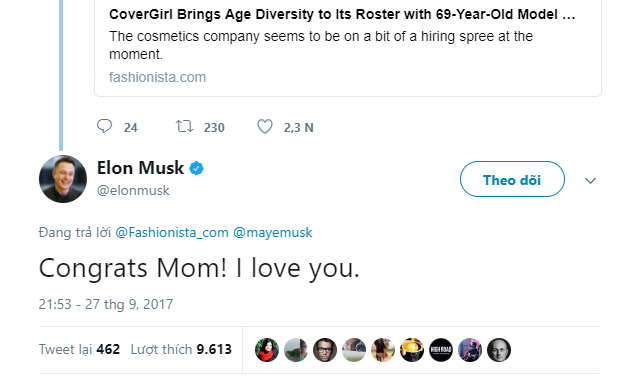 CoverGirl Brings Age Diversity to Its Roster with 69-Year-Old Model ...
The cosmetics company seems to be on a bit of a hiring spree at the
moment.
fashionista.com
24 230 2,3 N
Elon Musk
@elonmusk
Theo dõi
Đang trả lời @Fashionista_com @mayemusk
Congrats Mom! I love you.
21:53 - 27 thg 9, 2017
Tweet lại 462 Lượt thích 9.613
HIGH ROAD